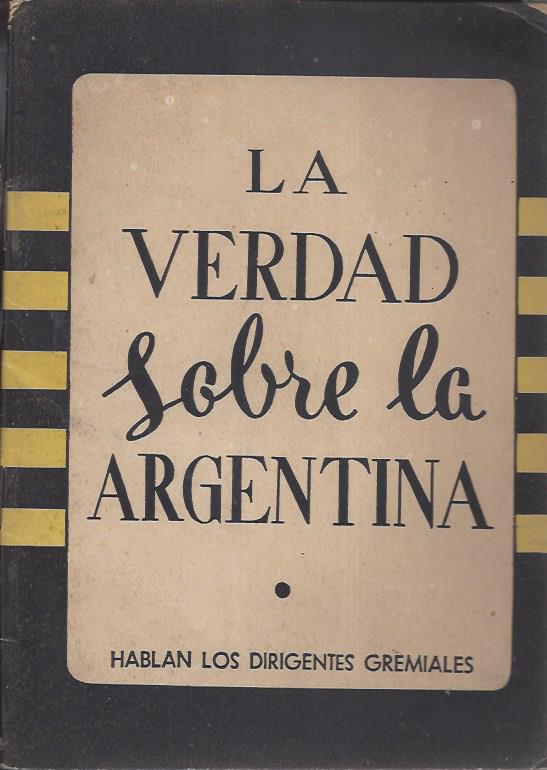 LA
VERDAD
sobre la
ARGENTINA
HABLAN LOS DIRIGENTES GREMIALES